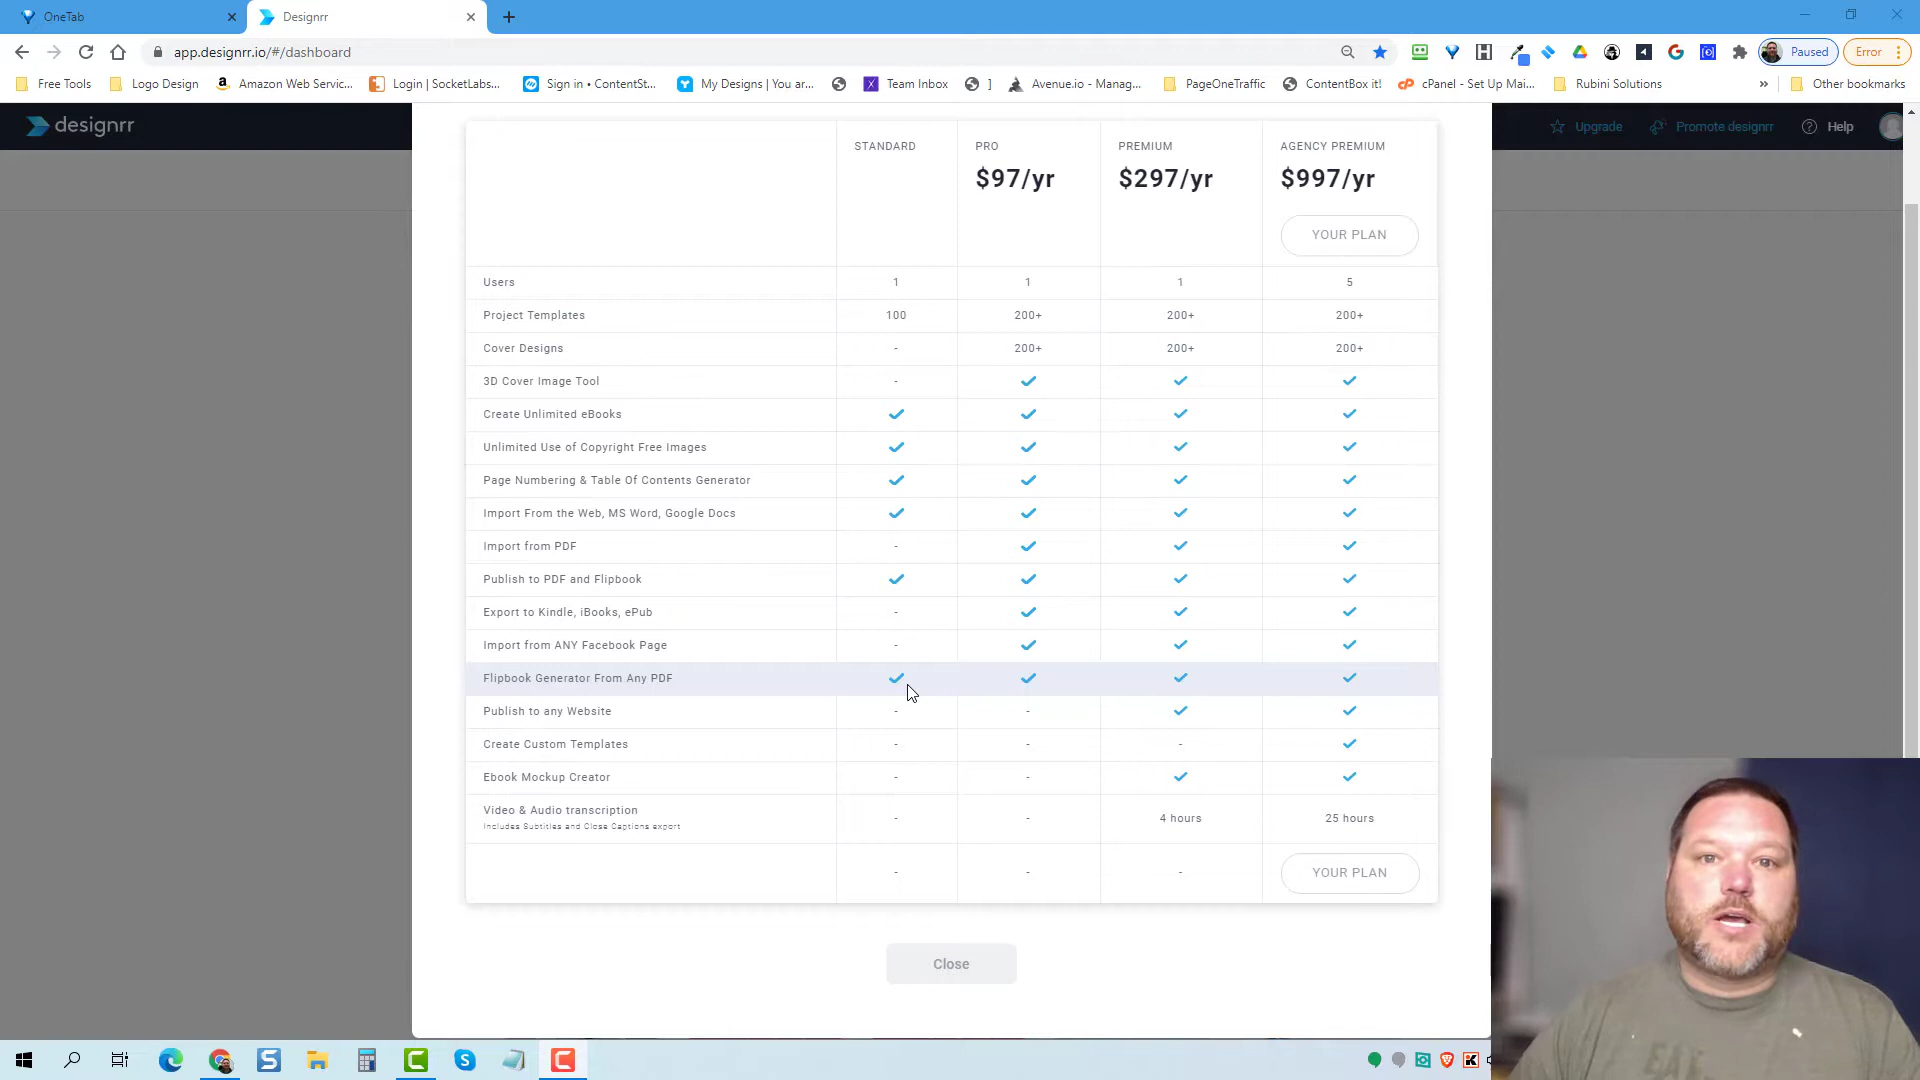 OneTab
Designrr
app.designrr.io/#/dashboard
Paused
Error
Free Tools
Logo Design
Amazon Web Servic...
Login | SocketLabs...
Sign in • ContentSt...
My Designs | You ar...
Team Inbox
]
Avenue.io - Manag...
PageOneTraffic
ContentBox it!
cPanel - Set Up Mai...
Rubini Solutions
»
Other bookmarks
designrr
Upgrade
Promote designrr
Help
STANDARD PRO PREMIUM AGENCY PREMIUM
$97/yr $297/yr $997/yr
YOUR PLAN
Users 1 1 1 5
Project Templates 100 200+ 200+ 200+
Cover Designs - 200+ 200+ 200+
3D Cover Image Tool - ✓ ✓ ✓
Create Unlimited eBooks ✓ ✓ ✓ ✓
Unlimited Use of Copyright Free Images ✓ ✓ ✓ ✓
Page Numbering & Table Of Contents Generator ✓ ✓ ✓ ✓
Import From the Web, MS Word, Google Docs ✓ ✓ ✓ ✓
Import from PDF - ✓ ✓ ✓
Publish to PDF and Flipbook ✓ ✓ ✓ ✓
Export to Kindle, iBooks, ePub - ✓ ✓ ✓
Import from ANY Facebook Page - ✓ ✓ ✓
Flipbook Generator From Any PDF ✓ ✓ ✓ ✓
Publish to any Website - - ✓ ✓
Create Custom Templates - - - ✓
Ebook Mockup Creator - - ✓ ✓
Video & Audio transcription - - 4 hours 25 hours
Includes Subtitles and Close Captions export
- - - YOUR PLAN
Close